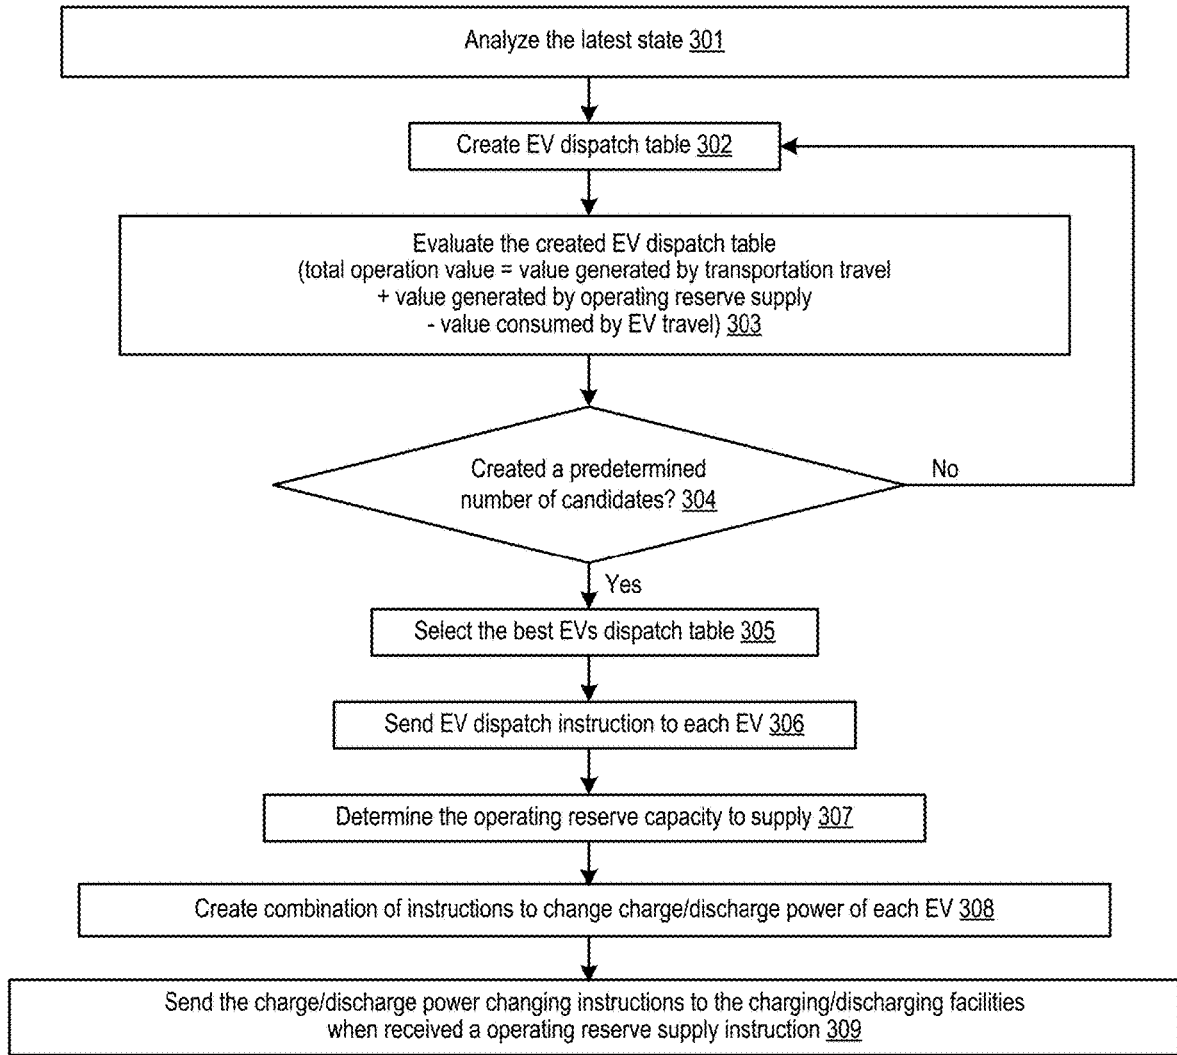 Analyze the latest state 301
Create EV dispatch table 302
Evaluate the created EV dispatch table
(total operation value = value generated by transportation travel
+ value generated by operating reserve supply
- value consumed by EV travel) 303
Created a predetermined
number of candidates? 304
No
Yes
Select the best EVs dispatch table 305
Send EV dispatch instruction to each EV 306
Determine the operating reserve capacity to supply 307
Create combination of instructions to change charge/discharge power of each EV 308
Send the charge/discharge power changing instructions to the charging/discharging facilities
when received a operating reserve supply instruction 309